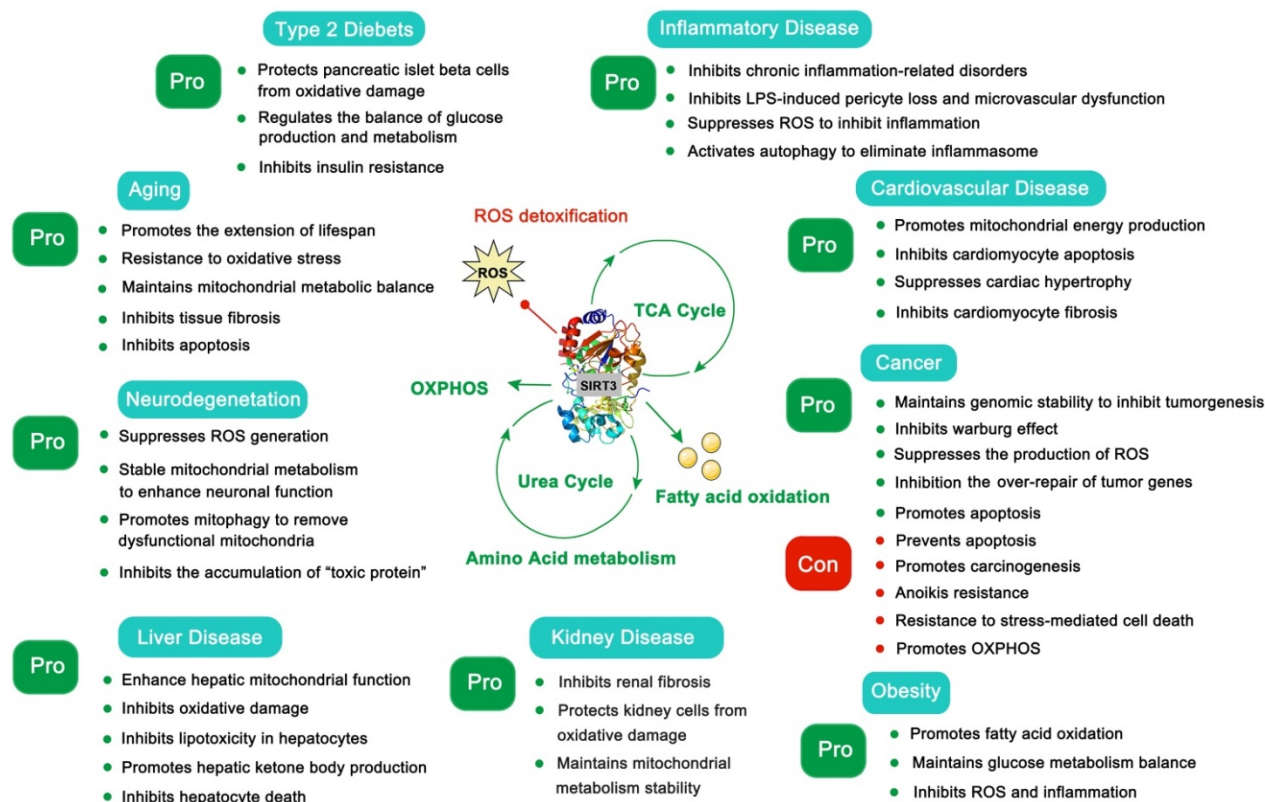 Type 2 Diebets
Pro
Protects pancreatic islet beta cells
from oxidative damage
Regulates the balance of glucose
production and metabolism
Inhibits insulin resistance
Inflammatory Disease
Pro
Inhibits chronic inflammation-related disorders
Inhibits LPS-induced pericyte loss and microvascular dysfunction
Suppresses ROS to inhibit inflammation
Activates autophagy to eliminate inflammasome
Aging
Pro
Promotes the extension of lifespan
Resistance to oxidative stress
Maintains mitochondrial metabolic balance
Inhibits tissue fibrosis
Inhibits apoptosis
ROS detoxification
ROS
TCA Cycle
SIRT3
OXPHOS
Urea Cycle
Fatty acid oxidation
Amino Acid metabolism
Cardiovascular Disease
Pro
Promotes mitochondrial energy production
Inhibits cardiomyocyte apoptosis
Suppresses cardiac hypertrophy
Inhibits cardiomyocyte fibrosis
Neurodegenetation
Pro
Suppresses ROS generation
Stable mitochondrial metabolism
to enhance neuronal function
Promotes mitophagy to remove
dysfunctional mitochondria
Inhibits the accumulation of “toxic protein”
Cancer
Pro
Maintains genomic stability to inhibit tumorgenesis
Inhibits warburg effect
Suppresses the production of ROS
Inhibition the over-repair of tumor genes
Promotes apoptosis
Con
Prevents apoptosis
Promotes carcinogenesis
Anoikis resistance
Resistance to stress-mediated cell death
Promotes OXPHOS
Liver Disease
Pro
Enhance hepatic mitochondrial function
Inhibits oxidative damage
Inhibits lipotoxicity in hepatocytes
Promotes hepatic ketone body production
Inhibits hepatocyte death
Kidney Disease
Pro
Inhibits renal fibrosis
Protects kidney cells from
oxidative damage
Maintains mitochondrial
metabolism stability
Obesity
Pro
Promotes fatty acid oxidation
Maintains glucose metabolism balance
Inhibits ROS and inflammation